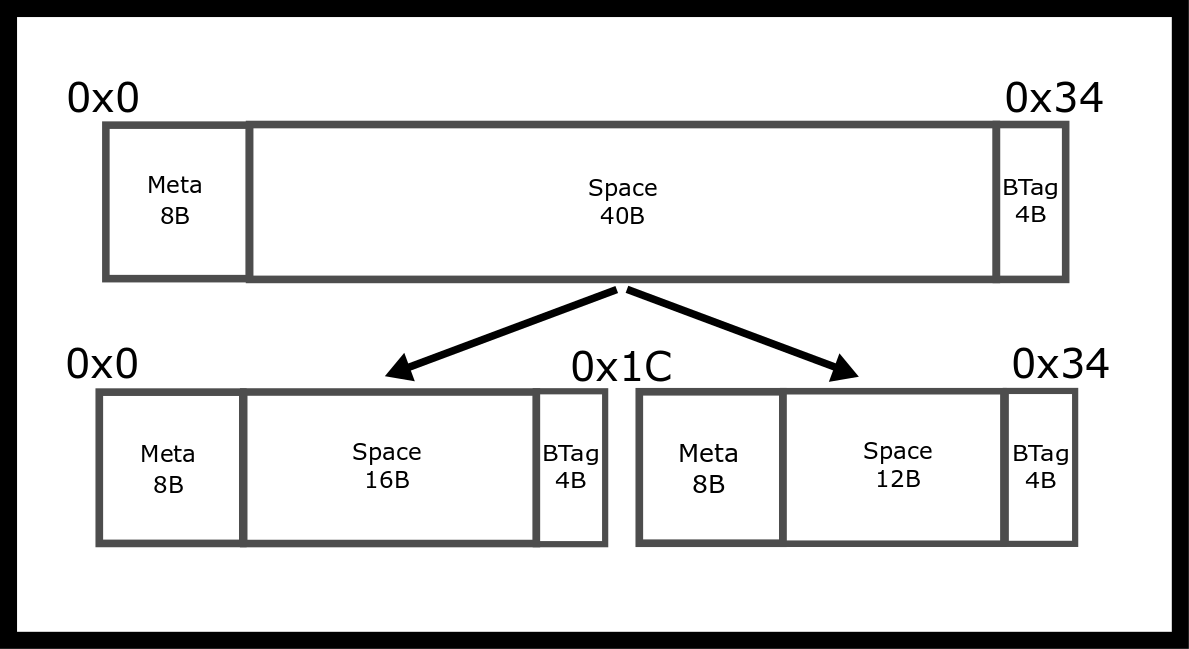 0x0
0x34
Meta
8B
Space
40B
BTag
4B
0x0
0x1C
0x34
Meta
8B
Space
16B
BTag
4B
Meta
8B
Space
12B
BTag
4B